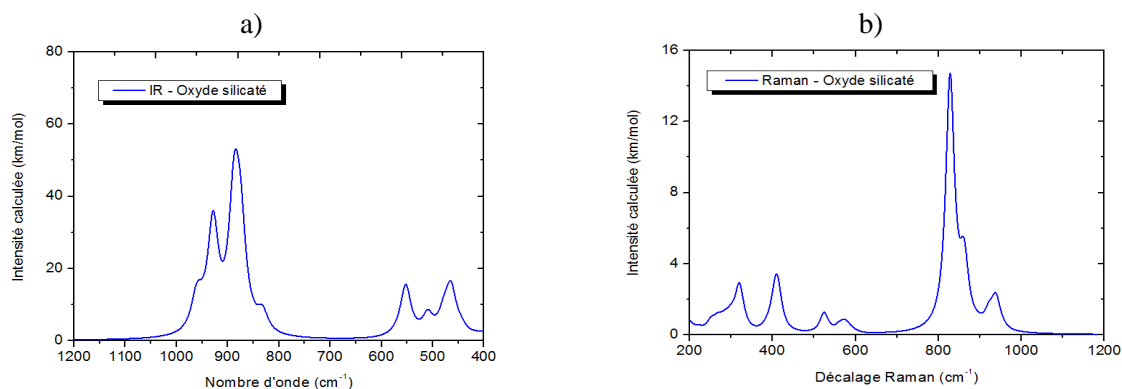 a)
Intensité calculée (km/mol)
80
60
40
20
0
IR - Oxyde silicaté
1200 1000 900 800 600 500 400
Nombre d'onde (cm-1)
b)
Intensité calculée (km/mol)
16
12
8
4
0
Raman - Oxyde silicaté
200 400 600 800 1000 1200
Décalage Raman (cm-1)